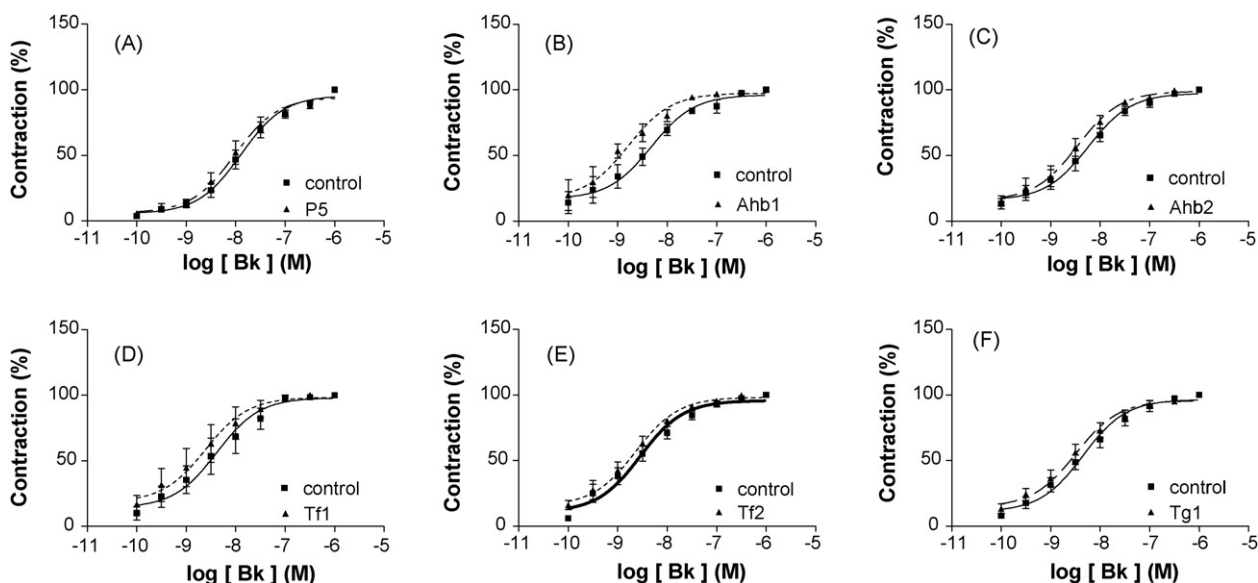 (A)
Contraction (%)
150
100
50
0
control
P5
-11 -10 -9 -8 -7 -6 -5
log [ Bk ] (M)
(B)
Contraction (%)
150
100
50
0
control
Ahb1
-11 -10 -9 -8 -7 -6 -5
log [ Bk ] (M)
(C)
Contraction (%)
150
100
50
0
control
Ahb2
-11 -10 -9 -8 -7 -6 -5
log [ Bk ] (M)
(D)
Contraction (%)
150
100
50
0
control
Tf1
-11 -10 -9 -8 -7 -6 -5
log [ Bk ] (M)
(E)
Contraction (%)
150
100
50
0
control
Tf2
-11 -10 -9 -8 -7 -6 -5
log [ Bk ] (M)
(F)
Contraction (%)
150
100
50
0
control
Tg1
-11 -10 -9 -8 -7 -6 -5
log [ Bk ] (M)